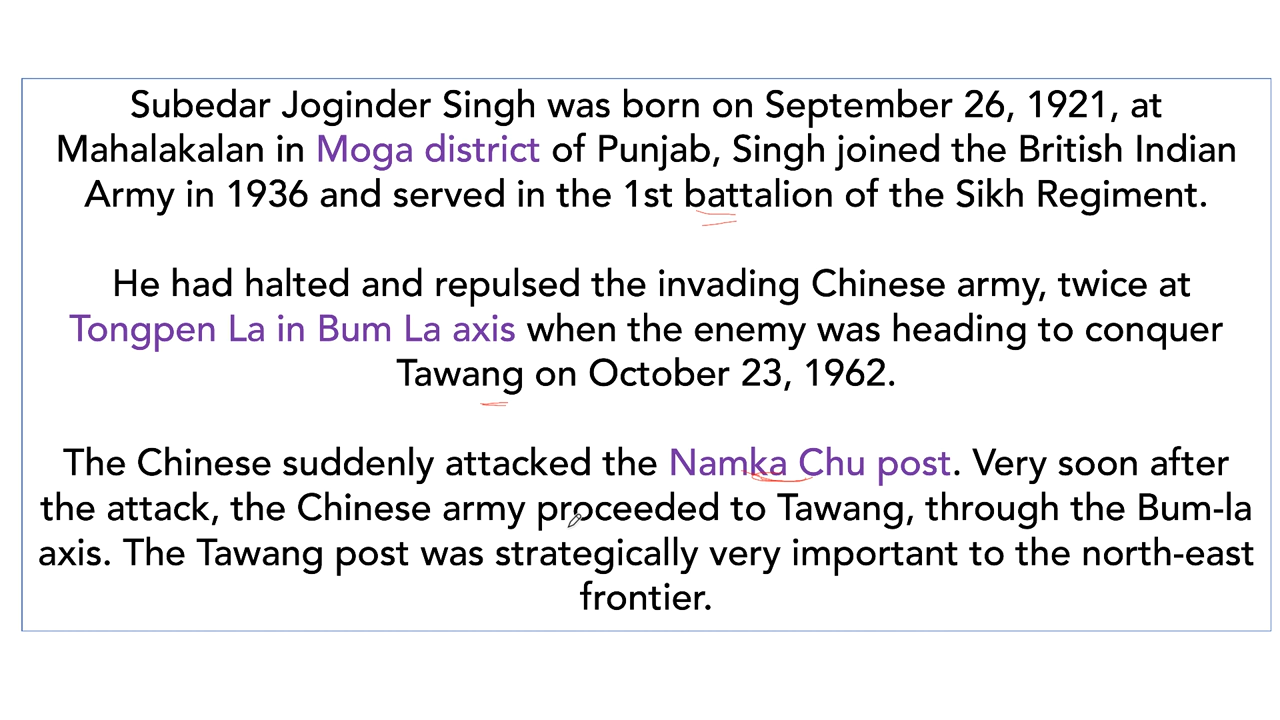 Subedar Joginder Singh was born on September 26, 1921, at
Mahalakalan in Moga district of Punjab, Singh joined the British Indian
Army in 1936 and served in the 1st battalion of the Sikh Regiment.
He had halted and repulsed the invading Chinese army, twice at
Tongpen La in Bum La axis when the enemy was heading to conquer
Tawang on October 23, 1962.
The Chinese suddenly attacked the Namka Chu post. Very soon after
the attack, the Chinese army proceeded to Tawang, through the Bum-la
axis. The Tawang post was strategically very important to the north-east
frontier.